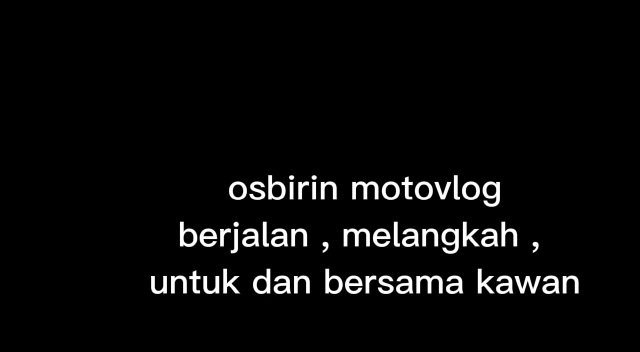 osbirin motovlog
berjalan , melangkah ,
untuk dan bersama kawan